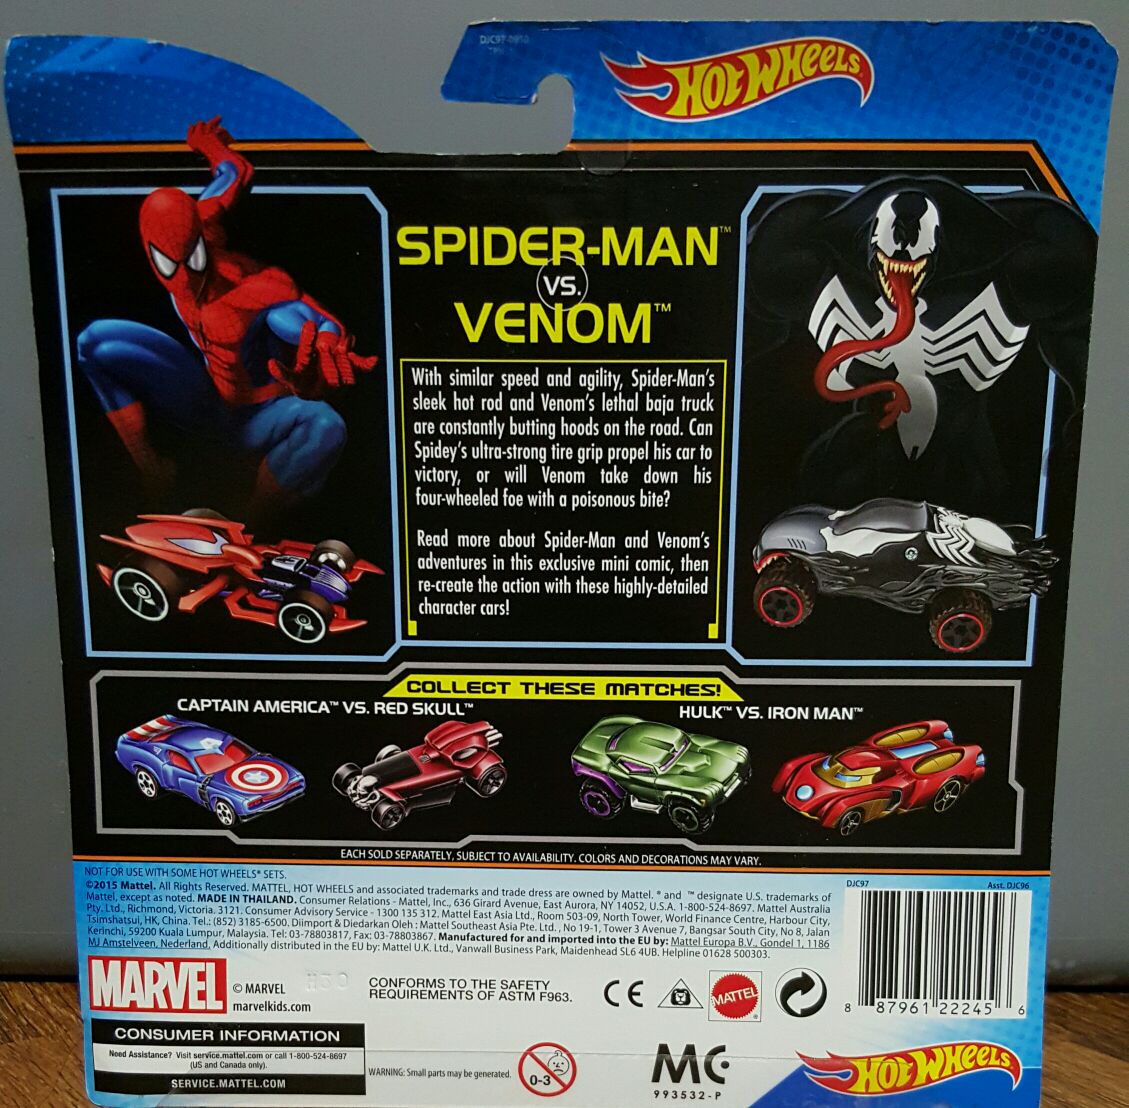 DJC97-0910
HOT WHEELS
SPIDER-MAN™
VS.
VENOM™
With similar speed and agility, Spider-Man's
sleek hot rod and Venom's lethal baja truck
are constantly butting hoods on the road. Can
Spidey's ultra-strong tire grip propel his car to
victory, or will Venom take down his
four-wheeled foe with a poisonous bite?
Read more about Spider-Man and Venom's
adventures in this exclusive mini comic, then
re-create the action with these highly-detailed
character cars!
COLLECT THESE MATCHES!
CAPTAIN AMERICA™ VS. RED SKULL™
HULK™ VS. IRON MAN™
EACH SOLD SEPARATELY, SUBJECT TO AVAILABILITY. COLORS AND DECORATIONS MAY VARY.
NOT FOR USE WITH SOME HOT WHEELS® SETS.
DJC97
Asst. DJC96
©2015 Mattel. All Rights Reserved. MATTEL, HOT WHEELS and associated trademarks and trade dress are owned by Mattel. ® and ™ designate U.S. trademarks of
Mattel, except as noted. MADE IN THAILAND. Consumer Relations - Mattel, Inc., 636 Girard Avenue, East Aurora, NY 14052, U.S.A. 1-800-524-8697. Mattel Australia
Pty. Ltd., Richmond, Victoria. 3121. Consumer Advisory Service - 1300 135 312. Mattel East Asia Ltd., Room 503-09, North Tower, World Finance Centre, Harbour City,
Tsimshatsui, HK, China. Tel.: (852) 3185-6500. Diimport & Diedarkan Oleh : Mattel Southeast Asia Pte. Ltd., No 19-1, Tower 3 Avenue 7, Bangsar South City, No 8, Jalan
Kerinchi, 59200 Kuala Lumpur, Malaysia. Tel: 03-78803817, Fax: 03-78803867. Manufactured for and imported into the EU by: Mattel Europa B.V., Gondel 1, 1186
MJ Amstelveen, Nederland. Additionally distributed in the EU by: Mattel U.K. Ltd., Vanwall Business Park, Maidenhead SL6 4UB. Helpline 01628 500303.
MARVEL
© MARVEL
marvelkids.com
CONFORMS TO THE SAFETY
REQUIREMENTS OF ASTM F963.
CE
MATTEL
8 87961 22245 6
CONSUMER INFORMATION
Need Assistance? Visit service.mattel.com or call 1-800-524-8697
(US and Canada only).
SERVICE.MATTEL.COM
WARNING: Small parts may be generated.
0-3
MC
993532-P
HOT WHEELS